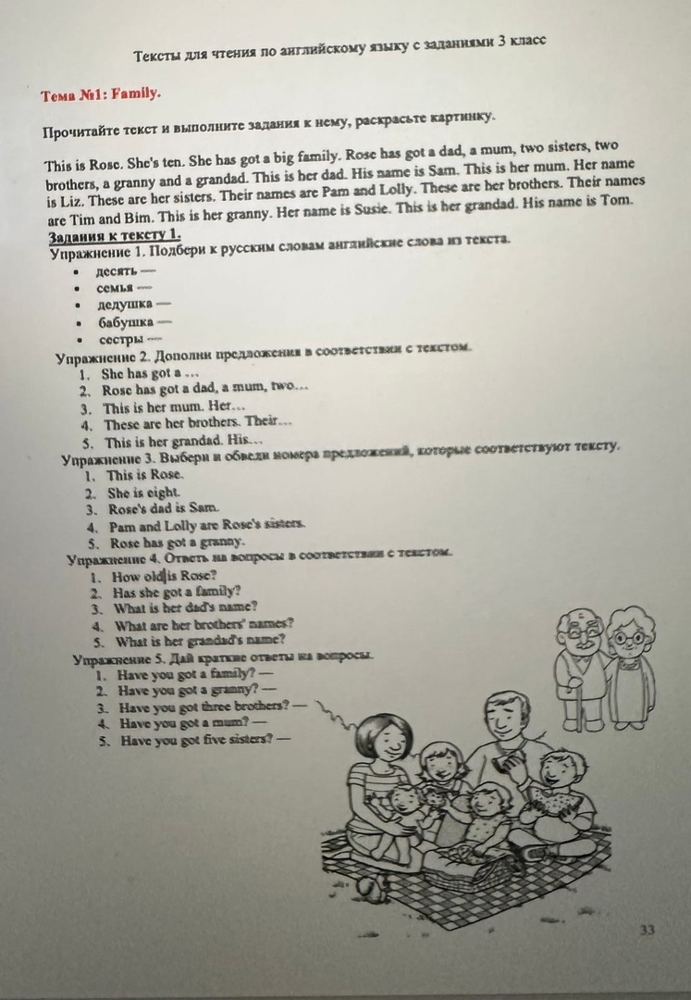 Тексты для чтения по английскому языку с заданиями 3 класс
Тема №1: Family.
Прочитайте текст и выполните задания к нему, раскрасьте картинку.
This is Rose. She's ten. She has got a big family. Rose has got a dad, a mum, two sisters, two
brothers, a granny and a grandad. This is her dad. His name is Sam. This is her mum. Her name
is Liz. These are her sisters. Their names are Pam and Lolly. These are her brothers. Their names
are Tim and Bim. This is her granny. Her name is Susie. This is her grandad. His name is Tom.
Задания к тексту 1.
Упражнение 1. Подбери к русским словам английские слова из текста.
• десять —
• семья —
• дедушка —
• бабушка —
• сестры —
Упражнение 2. Дополни предложения в соответствии с текстом.
1. She has got a …
2. Rose has got a dad, a mum, two…
3. This is her mum. Her…
4. These are her brothers. Their…
5. This is her grandad. His…
Упражнение 3. Выбери и обведи номера предложений, которые соответствуют тексту.
1. This is Rose.
2. She is eight.
3. Rose's dad is Sam.
4. Pam and Lolly are Rose's sisters.
5. Rose has got a granny.
Упражнение 4. Ответь на вопросы в соответствии с текстом.
1. How old is Rose?
2. Has she got a family?
3. What is her dad's name?
4. What are her brothers' names?
5. What is her grandad's name?
Упражнение 5. Дай краткие ответы на вопросы.
1. Have you got a family? —
2. Have you got a granny? —
3. Have you got three brothers? —
4. Have you got a mum? —
5. Have you got five sisters? —
33